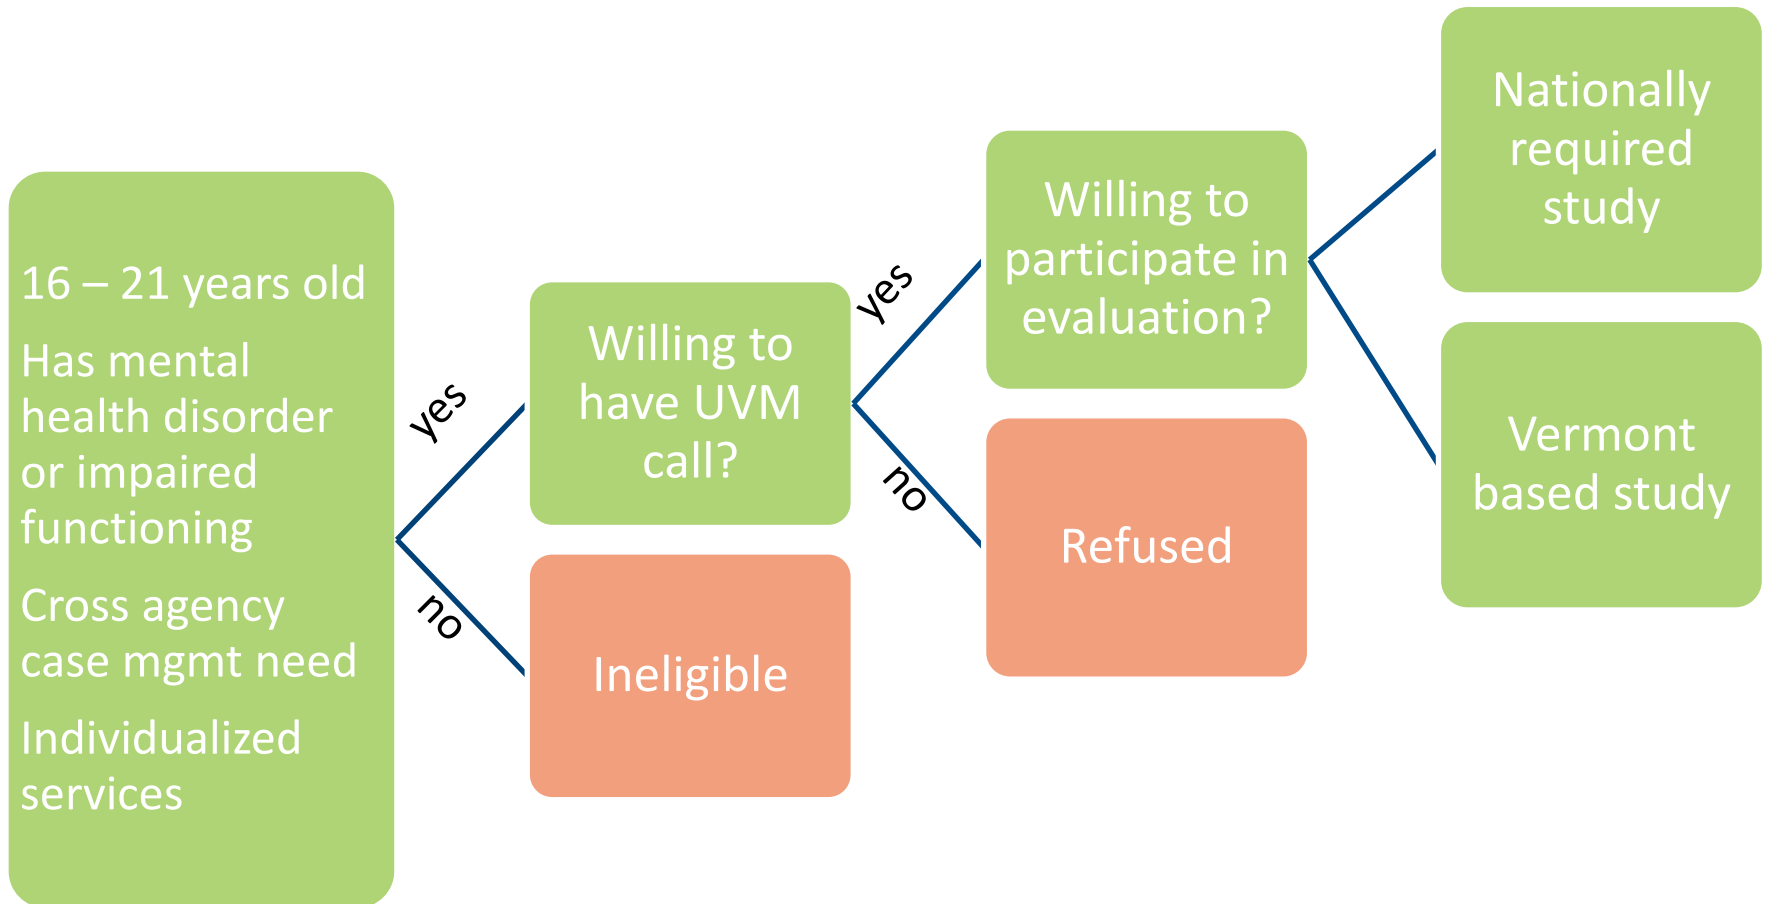 16 – 21 years old
Has mental
health disorder
or impaired
functioning
Cross agency
case mgmt need
Individualized
services
yes
no
Willing to
have UVM
call?
Ineligible
yes
no
Willing to
participate in
evaluation?
Refused
Nationally
required
study
Vermont
based study